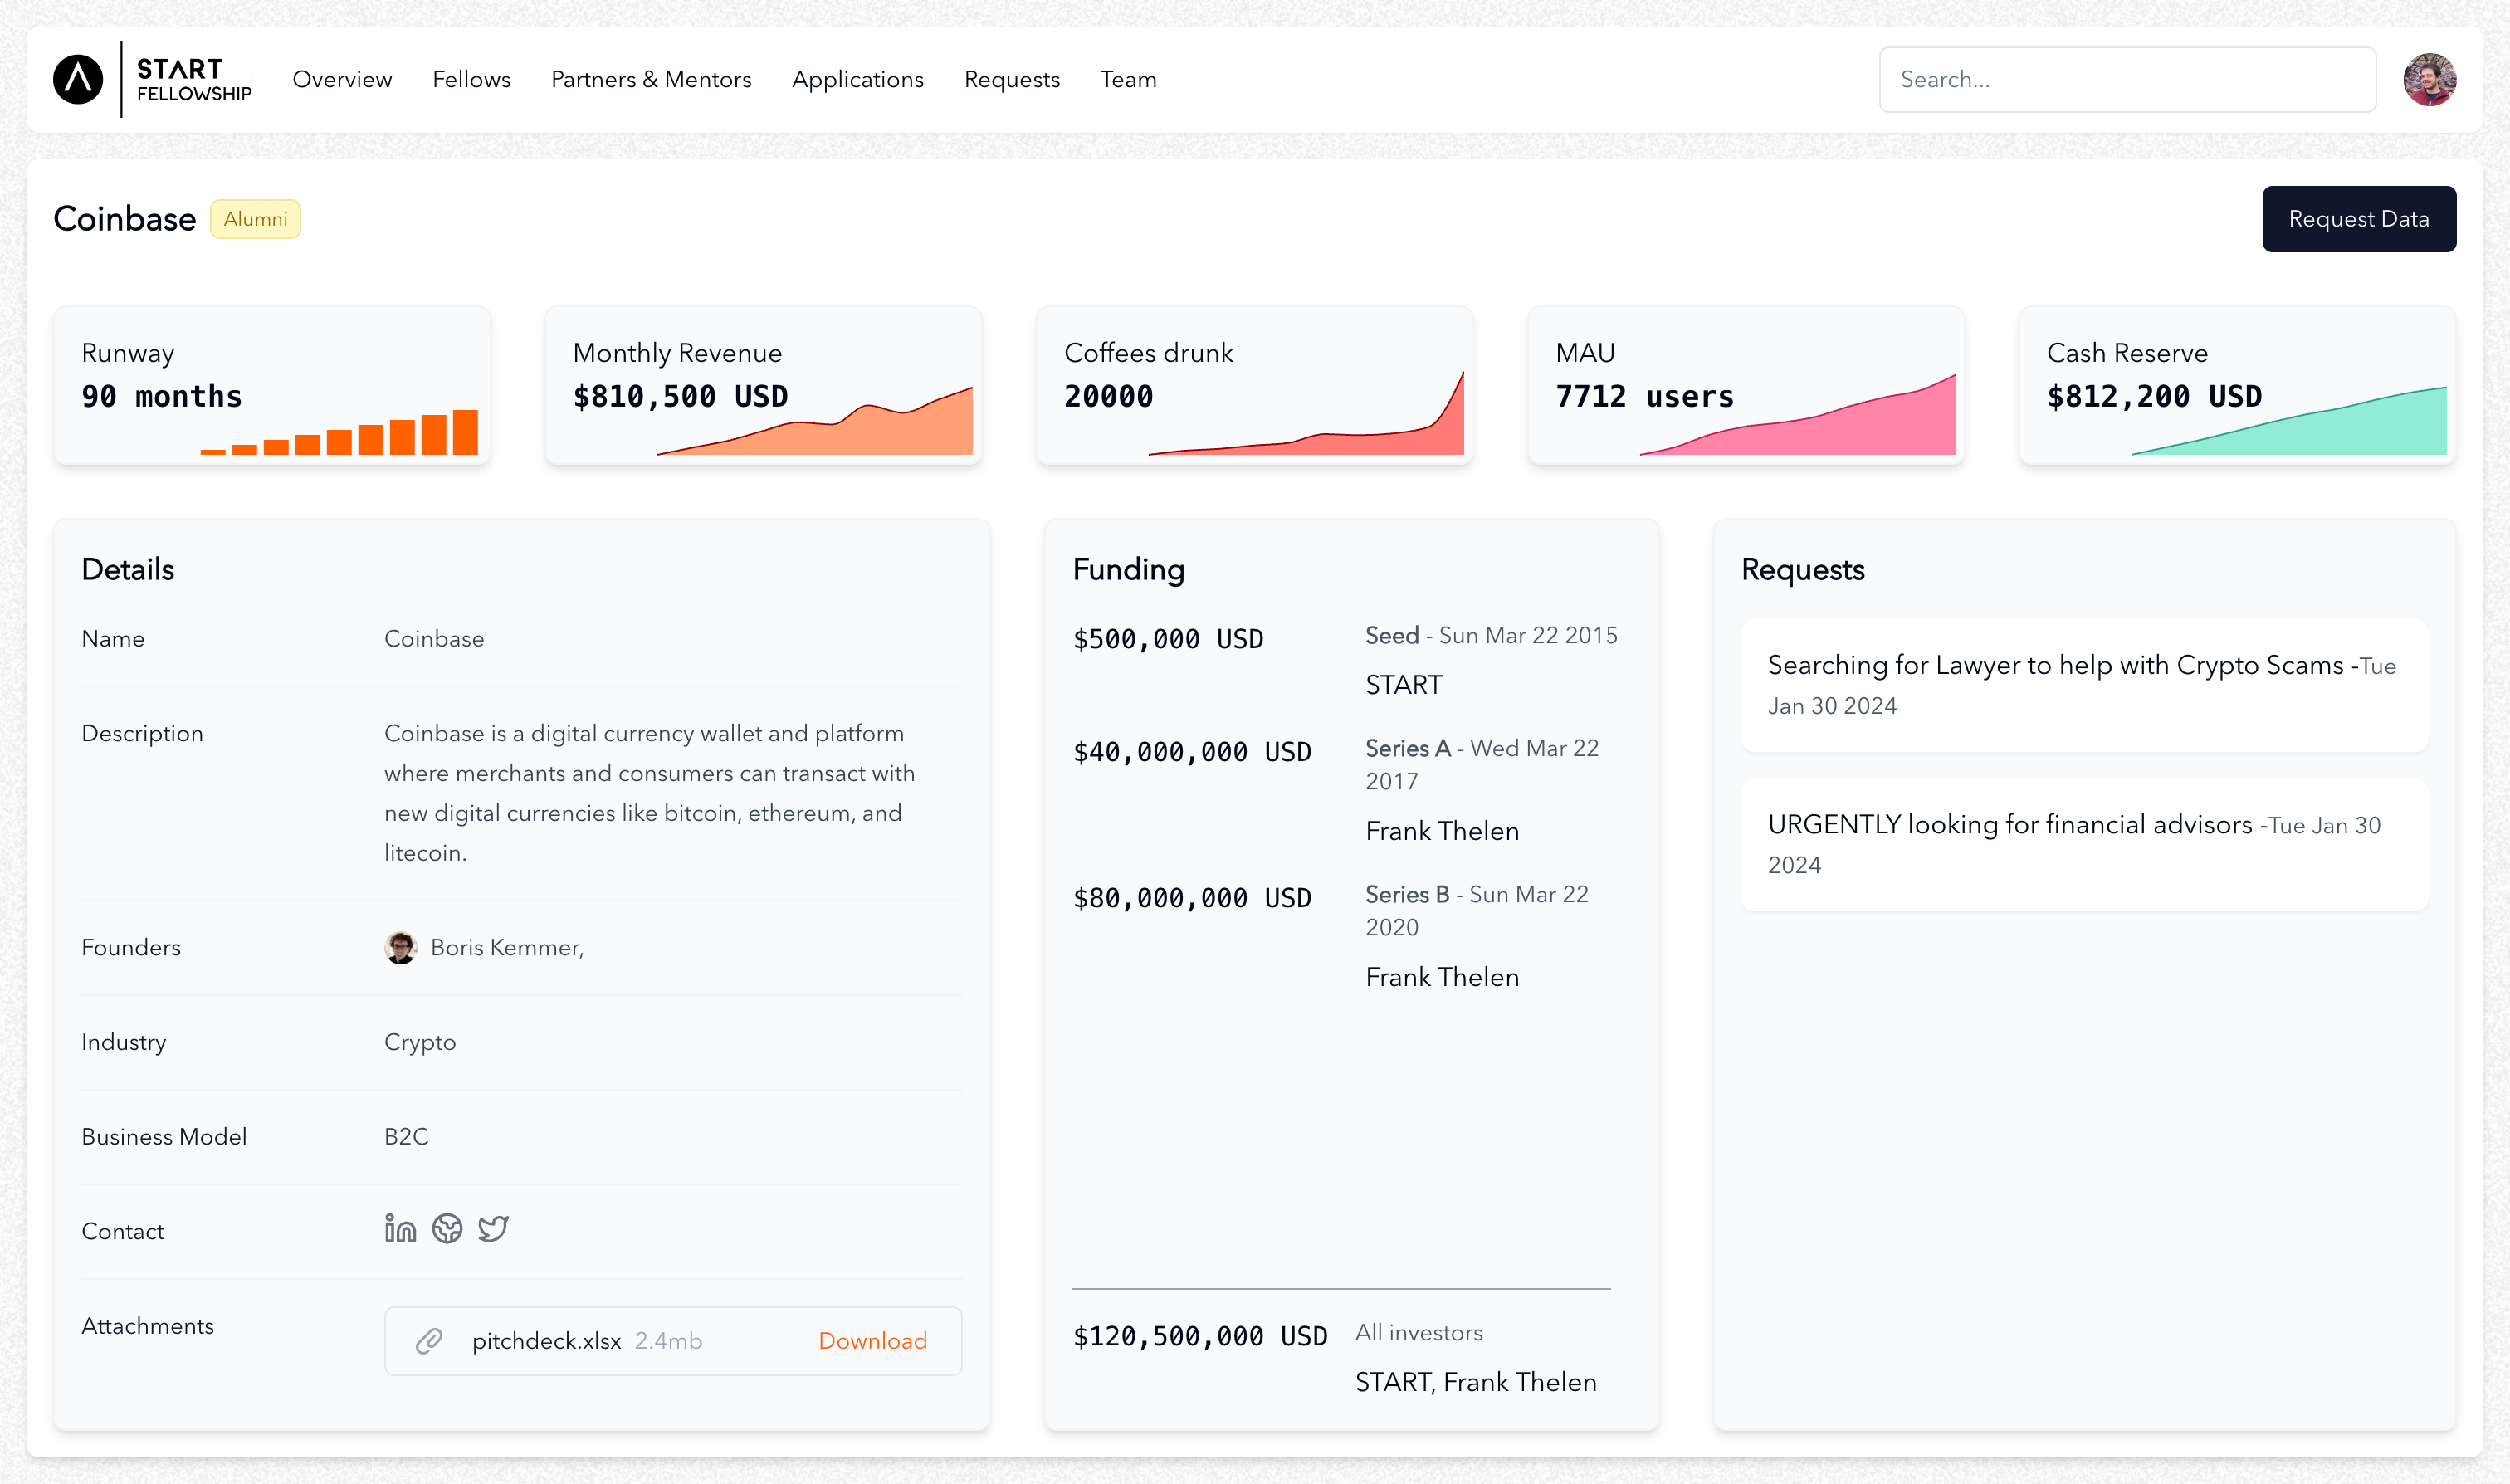 START
FELLOWSHIP
Overview
Fellows
Partners & Mentors
Applications
Requests
Team
Search...
Coinbase
Alumni
Request Data
Runway
90 months
Monthly Revenue
$810,500 USD
Coffees drunk
20000
MAU
7712 users
Cash Reserve
$812,200 USD
Details
Name
Coinbase
Description
Coinbase is a digital currency wallet and platform
where merchants and consumers can transact with
new digital currencies like bitcoin, ethereum, and
litecoin.
Founders
Boris Kemmer,
Industry
Crypto
Business Model
B2C
Contact
Attachments
pitchdeck.xlsx 2.4mb
Download
Funding
$500,000 USD
Seed - Sun Mar 22 2015
START
$40,000,000 USD
Series A - Wed Mar 22
2017
Frank Thelen
$80,000,000 USD
Series B - Sun Mar 22
2020
Frank Thelen
$120,500,000 USD
All investors
START, Frank Thelen
Requests
Searching for Lawyer to help with Crypto Scams -Tue
Jan 30 2024
URGENTLY looking for financial advisors -Tue Jan 30
2024